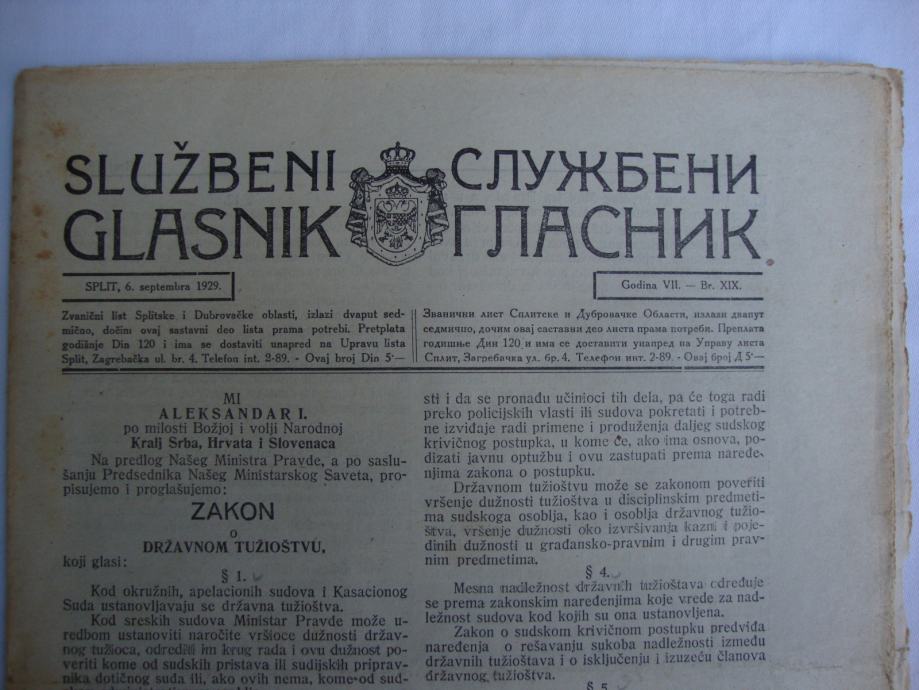 SLUŽBENI
GLASNIK
СЛУЖБЕНИ
ГЛАСНИК
SPLIT, 6. septembra 1929.
Godina VII. — Br. XIX.
Zvanični list Splitske i Dubrovačke oblasti, izlazi dvaput sed-
mično, dočim ovaj sastavni deo lista prama potrebi. Pretplata
godišnje Din 120 i ima se dostaviti unapred na Upravu lista
Split, Zagrebačka ul. br. 4. Telefon int. 2-89. - Ovaj broj Din 5·—
Званични лист Сплитске и Дубровачке Области, излази двапут
седмично, дочим овај саставни део листа прама потреби. Преплата
годишње Дин 120 и има се доставити унапред на Управу листа
Сплит, Загребачка ул. бр. 4. Телефон инт. 2-89. - Овај број Д 5·—
MI
ALEKSANDAR I.
po milosti Božjoj i volji Narodnoj
Kralj Srba, Hrvata i Slovenaca
Na predlog Našeg Ministra Pravde, a po saslu-
šanju Predsednika Našeg Ministarskog Saveta, pro-
pisujemo i proglašujemo:
ZAKON
o
DRŽAVNOM TUŽIOŠTVU,
koji glasi:
§ 1.
Kod okružnih, apelacionih sudova i Kasacionog
Suda ustanovljavaju se državna tužioštva.
Kod sreskih sudova Ministar Pravde može u-
redbom ustanoviti naročite vršioce dužnosti držav-
nog tužioca, odrediti im krug rada i ovu dužnost po-
veriti kome od sudskih pristava ili sudijskih priprav-
nika dotičnog suda ili, ako ovih nema, kome od sud-
sti i da se pronađu učinioci tih dela, pa će toga radi
preko policijskih vlasti ili sudova pokretati i potreb-
ne izviđaje radi primene i produženja daljeg sudskog
krivičnog postupka, u kome će, ako ima osnova, po-
dizati javnu optužbu i ovu zastupati prema nаređe-
njima zakona o postupku.
Državnom tužioštvu može se zakonom poveriti
vršenje dužnosti tužioštva u disciplinskim predmeti-
ma sudskoga osoblja, kao i osoblja državnog tužio-
štva, vršenje dužnosti oko izvršivanja kazni i poje-
dinih dužnosti u građansko-pravnim i drugim prav-
nim predmetima.
§ 4.
Mesna nadležnost državnih tužioštava određuje
se prema zakonskim naređenjima koje vrede za nad-
ležnost sudova kod kojih su ona ustanovljena.
Zakon o sudskom krivičnom postupku predviđa
naređenja o rešavanju sukoba nadležnosti između
državnih tužioštava i o isključenju i izuzeću članova
državnog tužioštva.
§ 5.